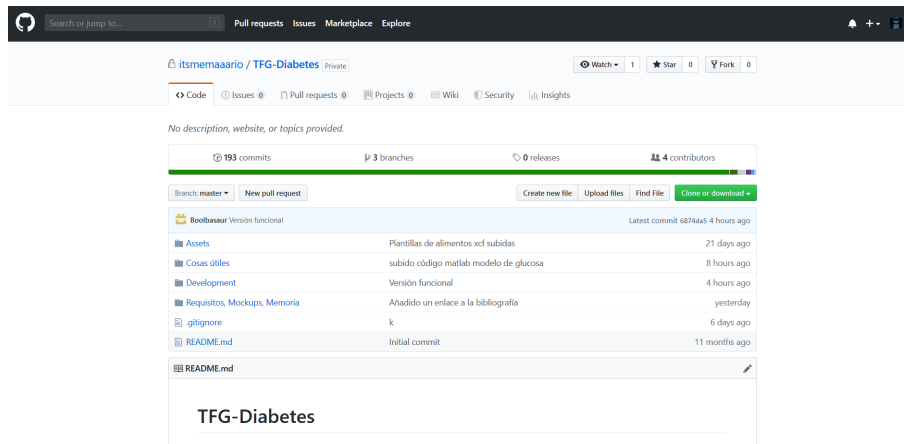 Search or jump to... / Pull requests Issues Marketplace Explore
itsmemaaario / TFG-Diabetes Private Watch 1 Star 0 Fork 0
Code Issues 0 Pull requests 0 Projects 0 Wiki Security Insights
No description, website, or topics provided.
193 commits 3 branches 0 releases 4 contributors
Branch: master New pull request Create new file Upload files Find File Clone or download
Boolbasaur Versión funcional Latest commit 6874da5 4 hours ago
Assets Plantillas de alimentos xcf subidas 21 days ago
Cosas útiles subido código matlab modelo de glucosa 8 hours ago
Development Versión funcional 4 hours ago
Requisitos, Mockups, Memoria Añadido un enlace a la bibliografía yesterday
.gitignore k 6 days ago
README.md Initial commit 11 months ago
README.md
TFG-Diabetes